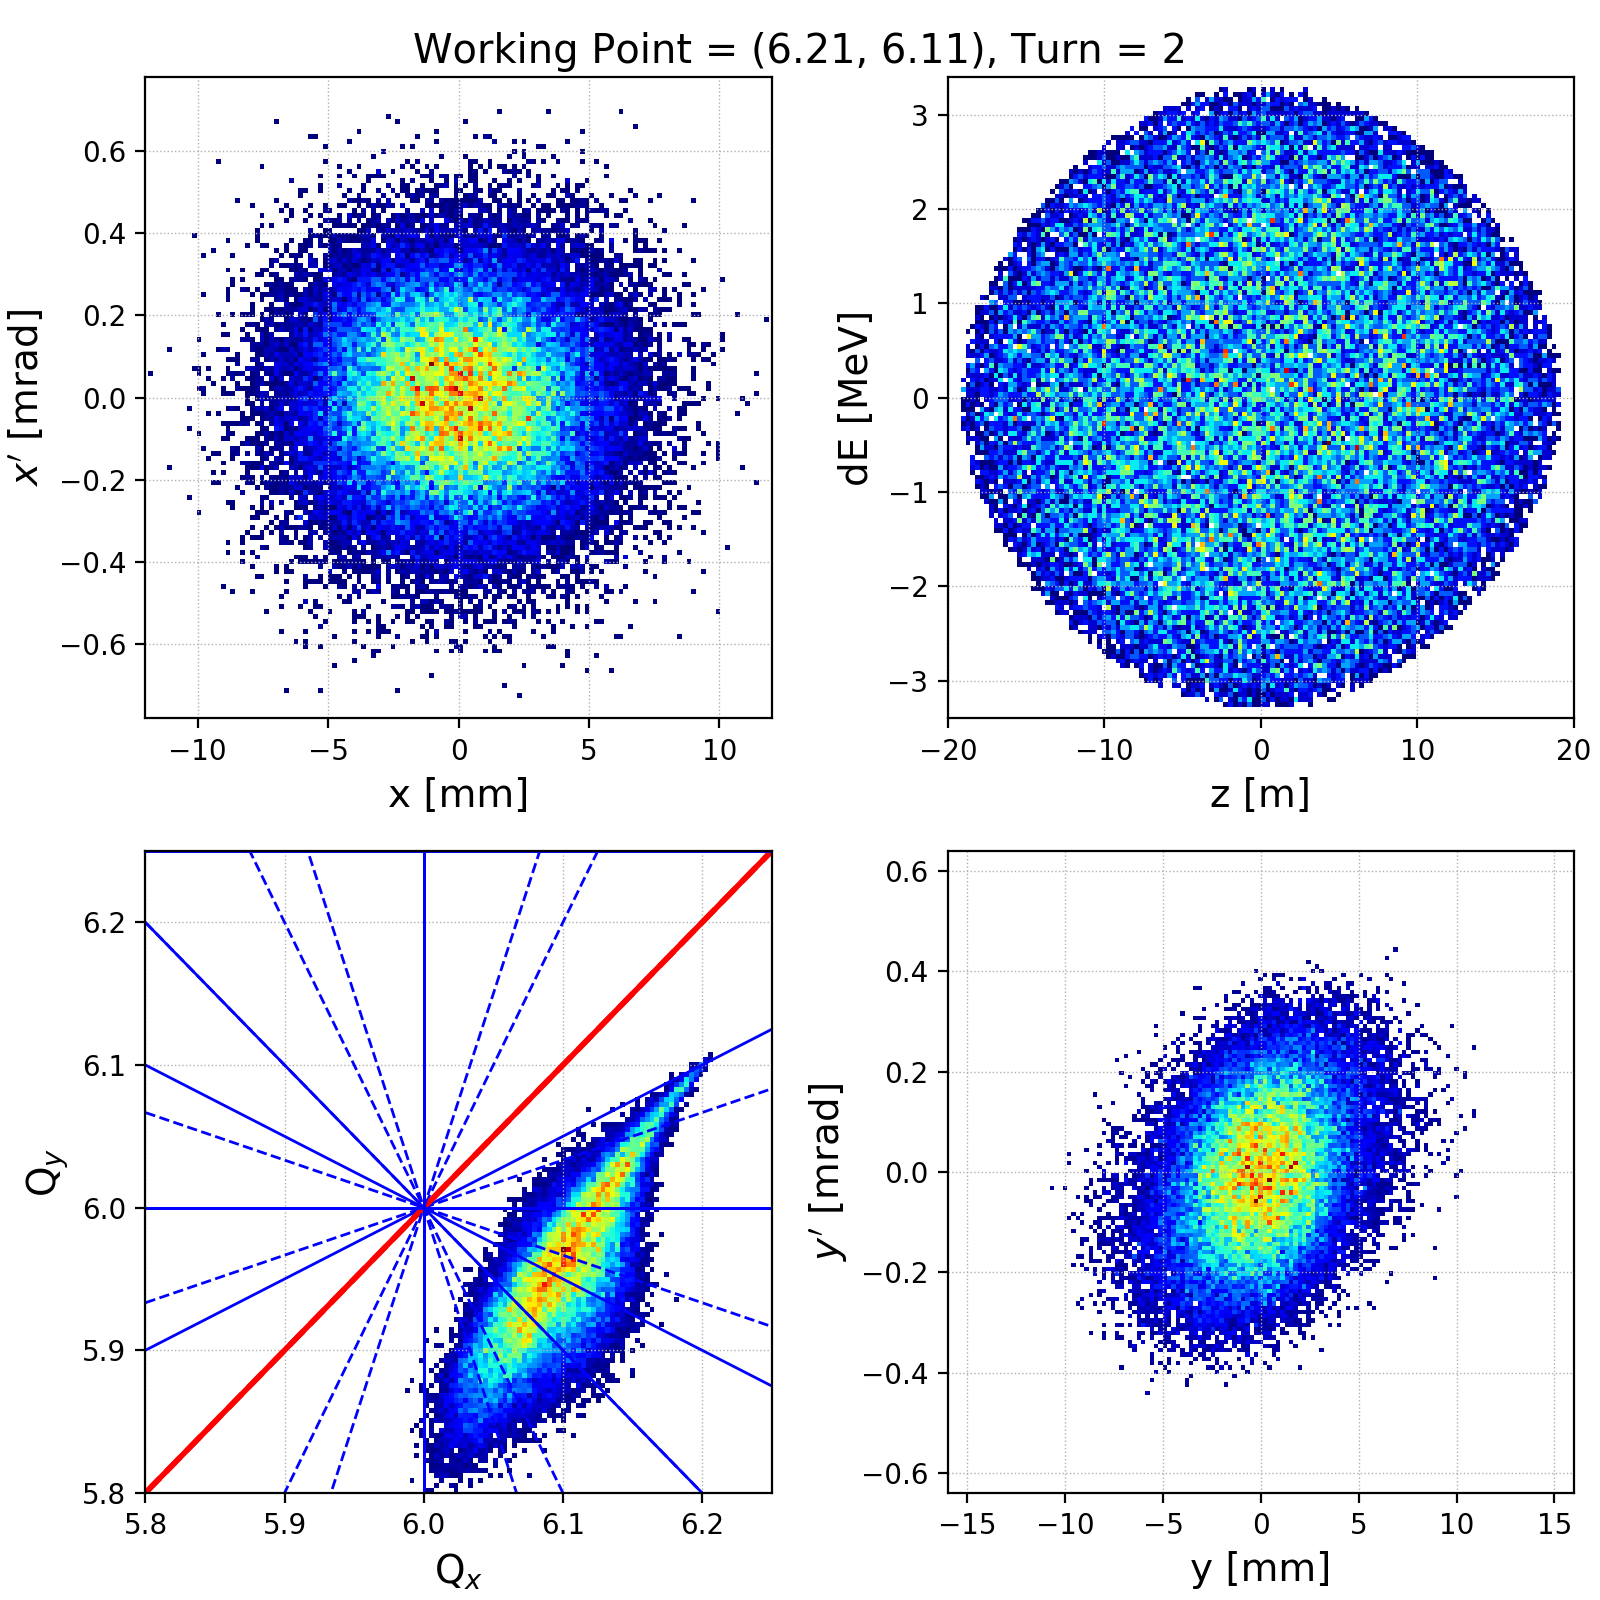 Working Point = (6.21, 6.11), Turn = 2
0.6
0.4
0.2
0.0
−0.2
−0.4
−0.6
x′ [mrad]
−10 −5 0 5 10
x [mm]
3
2
1
0
−1
−2
−3
dE [MeV]
−20 −10 0 10 20
z [m]
6.2
6.1
6.0
5.9
5.8
Qy
5.8 5.9 6.0 6.1 6.2
Qx
0.6
0.4
0.2
0.0
−0.2
−0.4
−0.6
y′ [mrad]
−15 −10 −5 0 5 10 15
y [mm]